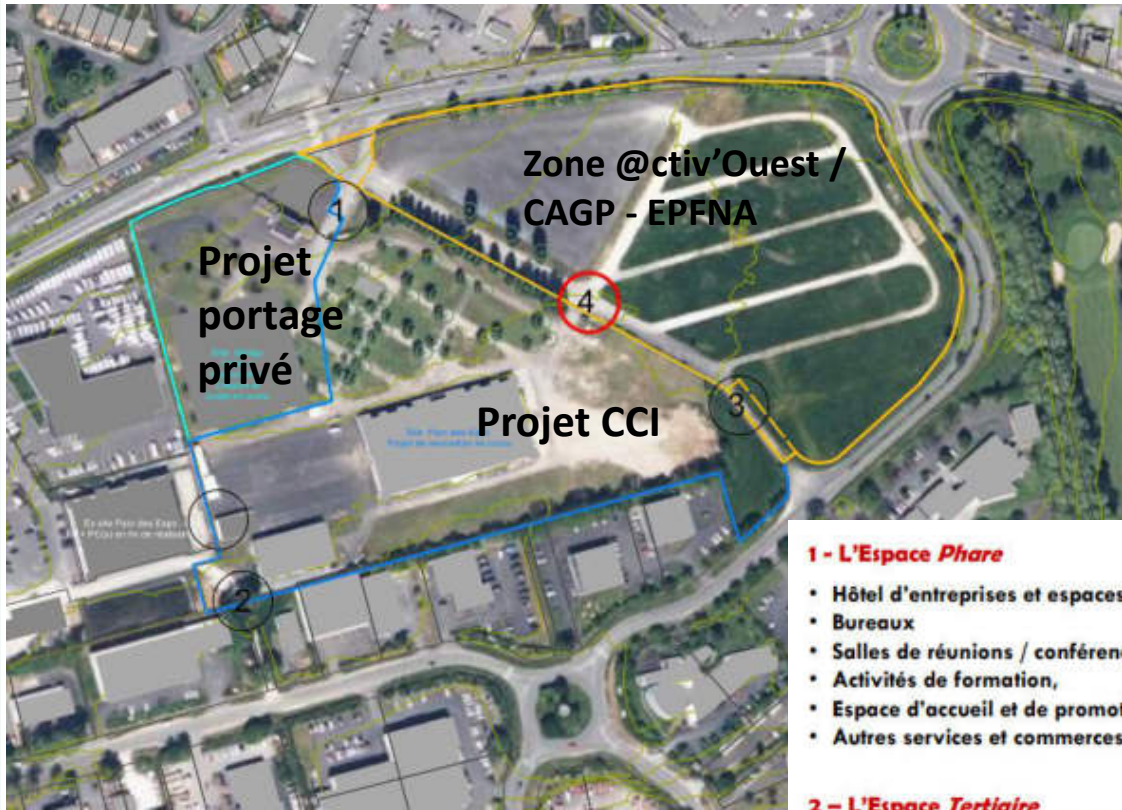 Zone @ctiv'Ouest /
CAGP - EPFNA
1
Projet
portage
privé
4
3
Projet CCI
2
1 - L'Espace Phare
• Hôtel d'entreprises et espaces
• Bureaux
• Salles de réunions / conféren
• Activités de formation,
• Espace d'accueil et de promot
• Autres services et commerces
2 – L'Espace Tertiaire